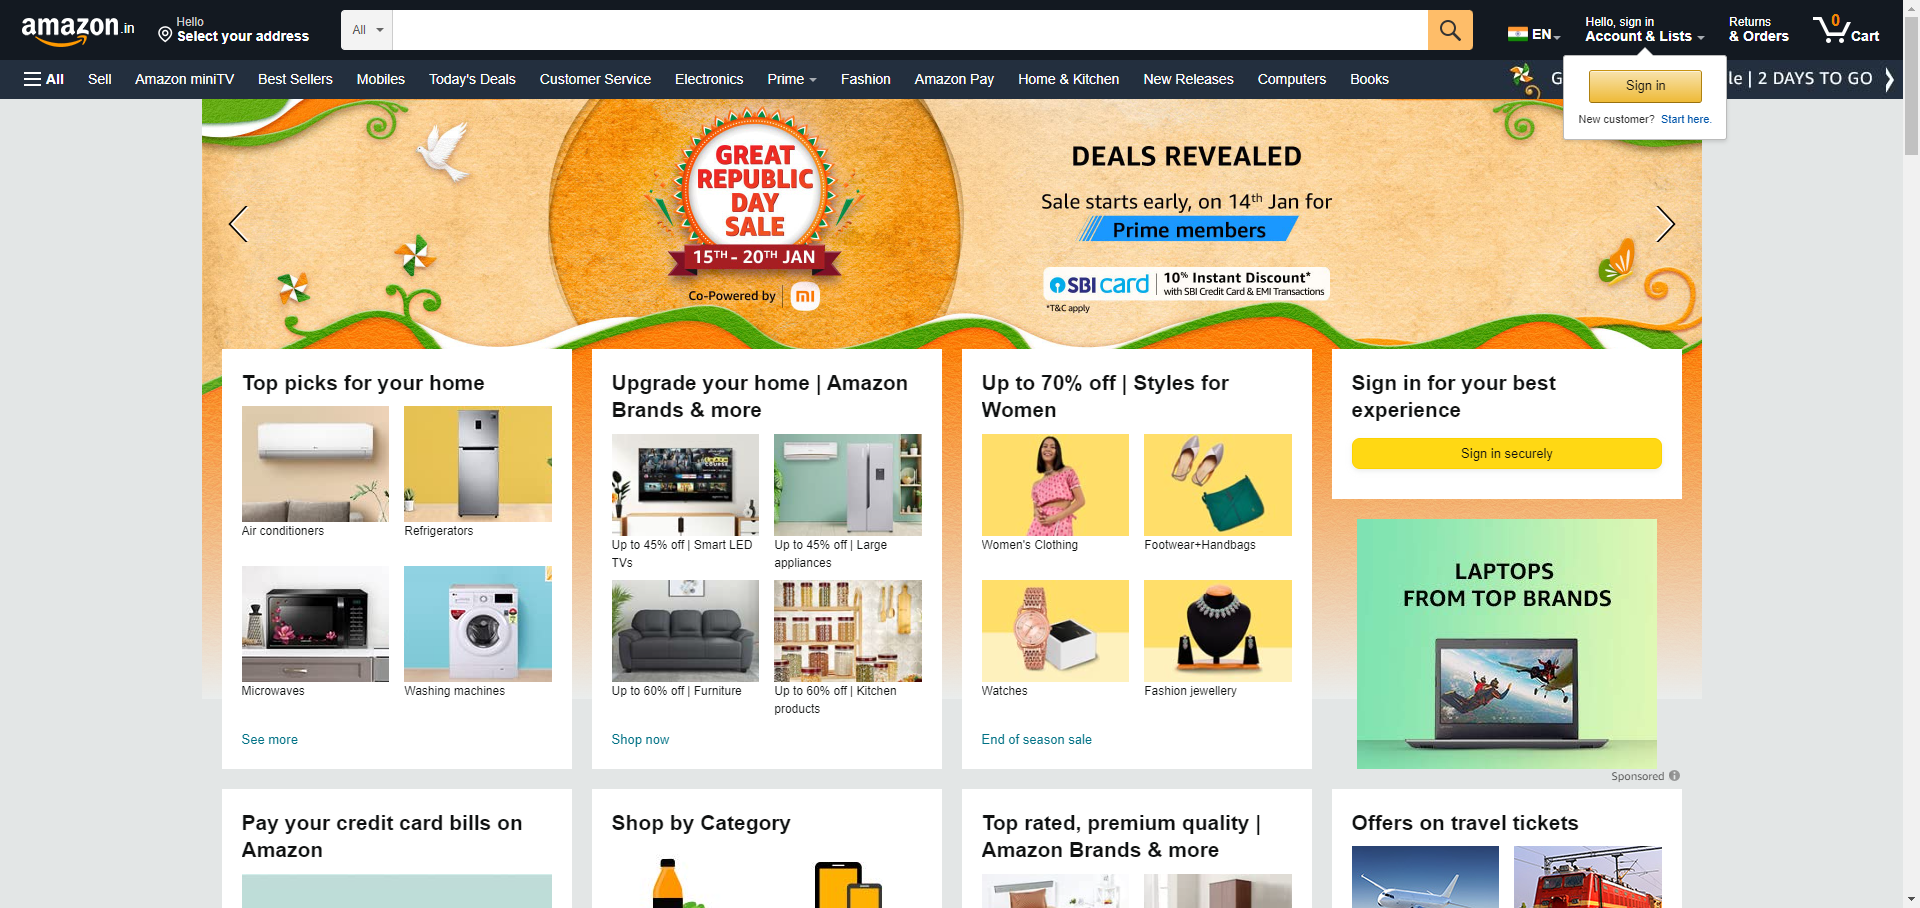 amazon.in
Hello
Select your address
All
EN
Hello, sign in
Account & Lists
Returns
& Orders
0
Cart
All
Sell
Amazon miniTV
Best Sellers
Mobiles
Today's Deals
Customer Service
Electronics
Prime
Fashion
Amazon Pay
Home & Kitchen
New Releases
Computers
Books
G
le | 2 DAYS TO GO
Sign in
New customer? Start here.
GREAT
REPUBLIC
DAY
SALE
15TH - 20TH JAN
Co-Powered by
mi
DEALS REVEALED
Sale starts early, on 14th Jan for
Prime members
SBI card
10% Instant Discount*
with SBI Credit Card & EMI Transactions
*T&C apply
Top picks for your home
Air conditioners
Refrigerators
Microwaves
Washing machines
See more
Upgrade your home | Amazon
Brands & more
Up to 45% off | Smart LED
TVs
Up to 45% off | Large
appliances
Up to 60% off | Furniture
Up to 60% off | Kitchen
products
Shop now
Up to 70% off | Styles for
Women
Women's Clothing
Footwear+Handbags
Watches
Fashion jewellery
End of season sale
Sign in for your best
experience
Sign in securely
LAPTOPS
FROM TOP BRANDS
Sponsored
Pay your credit card bills on
Amazon
Shop by Category
Top rated, premium quality |
Amazon Brands & more
Offers on travel tickets